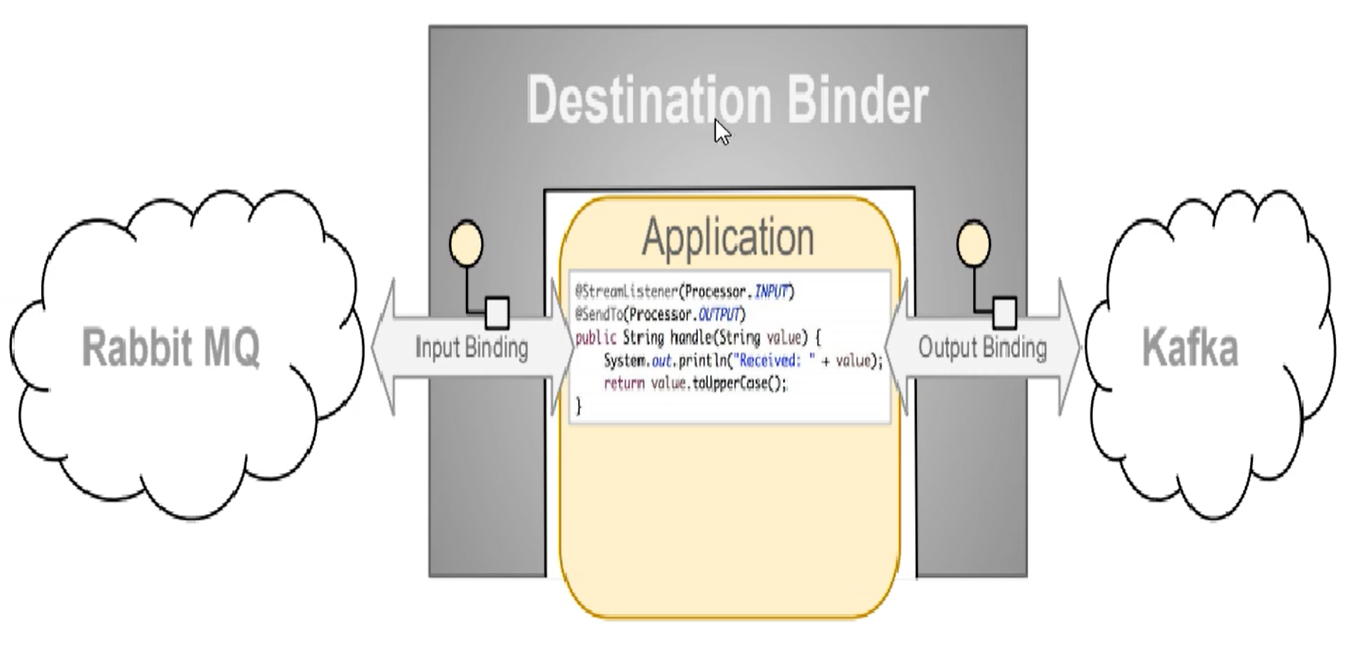 Destination Binder
Application
@StreamListener(Processor.INPUT)
@SendTo(Processor.OUTPUT)
public String handle(String value) {
    System.out.println("Received: " + value);
    return value.toUpperCase();
}
Rabbit MQ
Input Binding
Output Binding
Kafka